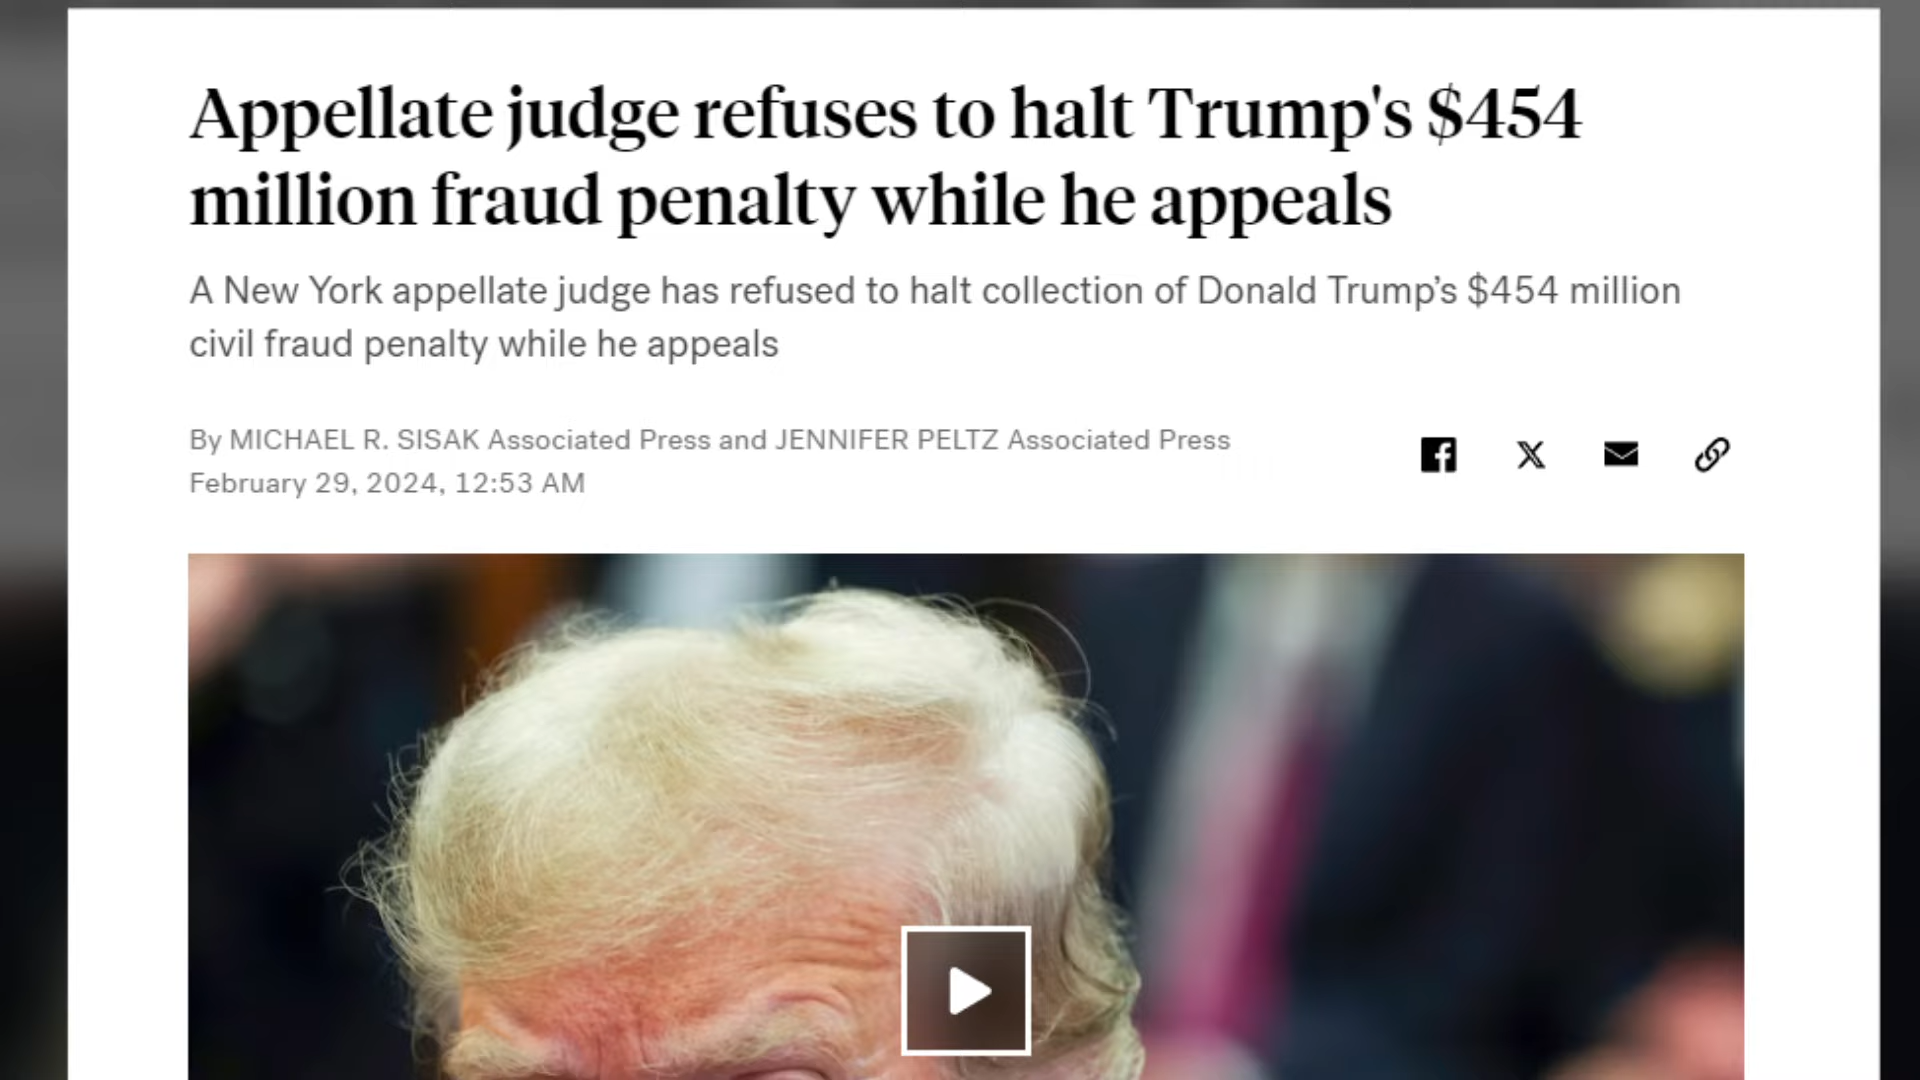 Appellate judge refuses to halt Trump's $454
million fraud penalty while he appeals
A New York appellate judge has refused to halt collection of Donald Trump’s $454 million
civil fraud penalty while he appeals
By MICHAEL R. SISAK Associated Press and JENNIFER PELTZ Associated Press
February 29, 2024, 12:53 AM